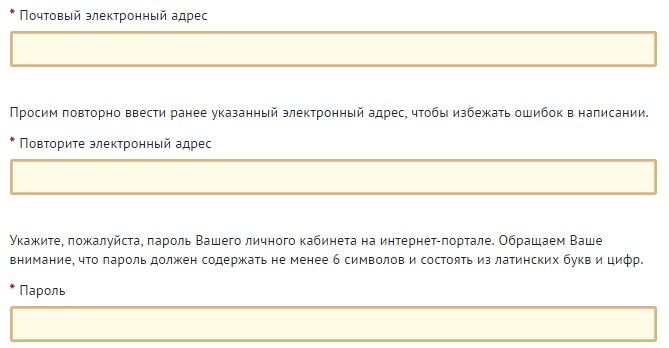 * Почтовый электронный адрес
Просим повторно ввести ранее указанный электронный адрес, чтобы избежать ошибок в написании.
* Повторите электронный адрес
Укажите, пожалуйста, пароль Вашего личного кабинета на интернет-портале. Обращаем Ваше
внимание, что пароль должен содержать не менее 6 символов и состоять из латинских букв и цифр.
* Пароль